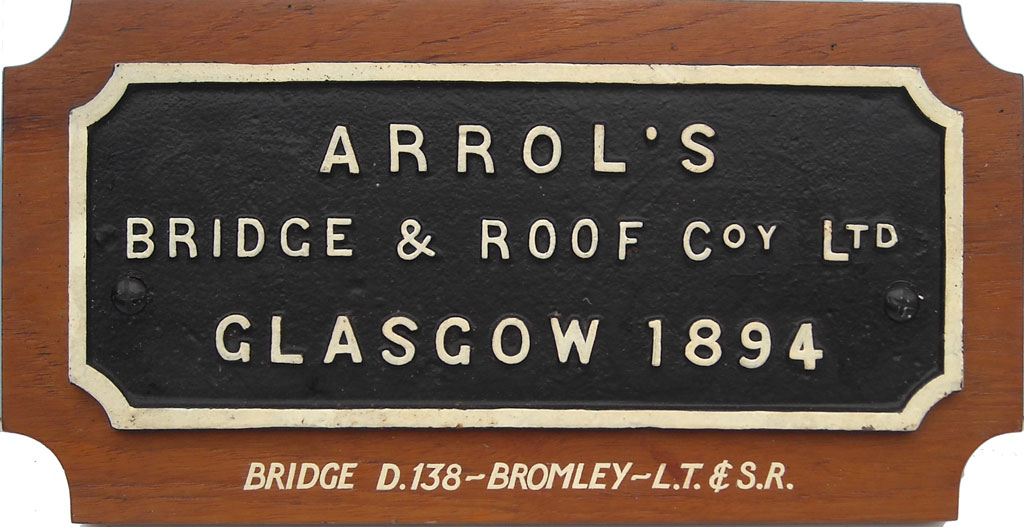 ARROL'S
BRIDGE & ROOF COY LTD
GLASGOW 1894
BRIDGE D.138~BROMLEY~L.T. & S.R.